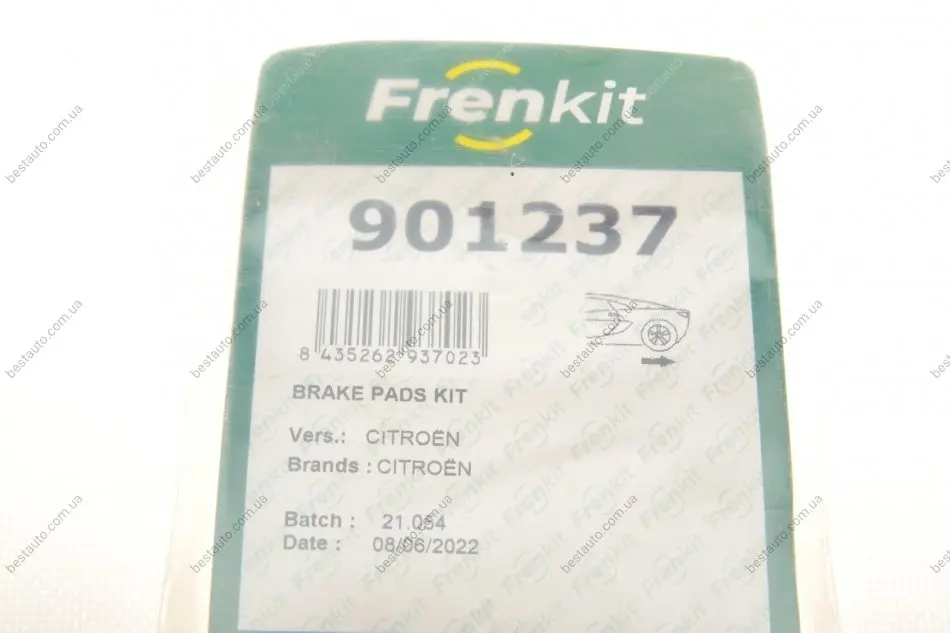 Frenkit
901237
8 435262 937023
BRAKE PADS KIT
Vers.: CITROËN
Brands : CITROËN
Batch : 21.034
Date : 08/06/2022
bestauto.com.ua